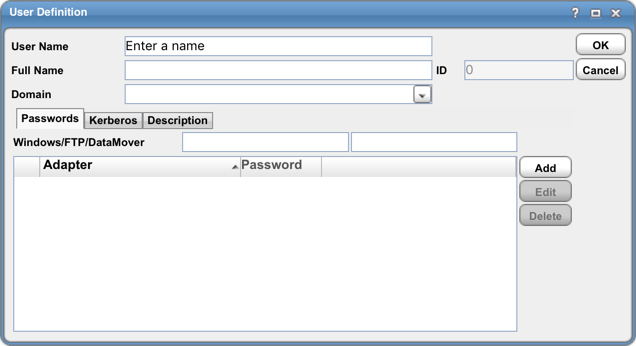 User Definition ?
User Name Enter a name OK
Full Name ID 0 Cancel
Domain
Passwords Kerberos Description
Windows/FTP/DataMover
Adapter Password Add
Edit
Delete